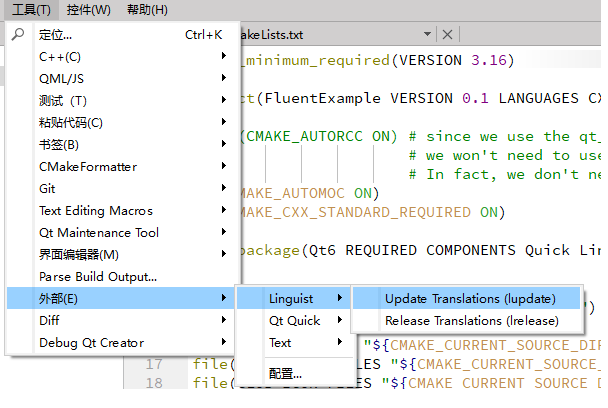 工具(T) 控件(W) 帮助(H)
定位... Ctrl+K
C++(C)
QML/JS
测试（T)
粘贴代码(C)
书签(B)
CMakeFormatter
Git
Text Editing Macros
Qt Maintenance Tool
界面编辑器(M)
Parse Build Output...
外部(E)
Diff
Debug Qt Creator
Linguist
Qt Quick
Text
配置...
Update Translations (lupdate)
Release Translations (lrelease)
akeLists.txt
_minimum_required(VERSION 3.16)
ct(FluentExample VERSION 0.1 LANGUAGES CX
(CMAKE_AUTORCC ON) # since we use the qt_
# we won't need to use
# In fact, we don't ne
MAKE_AUTOMOC ON)
MAKE_CXX_STANDARD_REQUIRED ON)
package(Qt6 REQUIRED COMPONENTS Quick Lin
")
"${CMAKE_CURRENT_SOURCE_DIR
17 file( "${CMAKE_CURRENT_SOURCE_
18 file( FILES "${CMAKE_CURRENT_SOURCE_DI